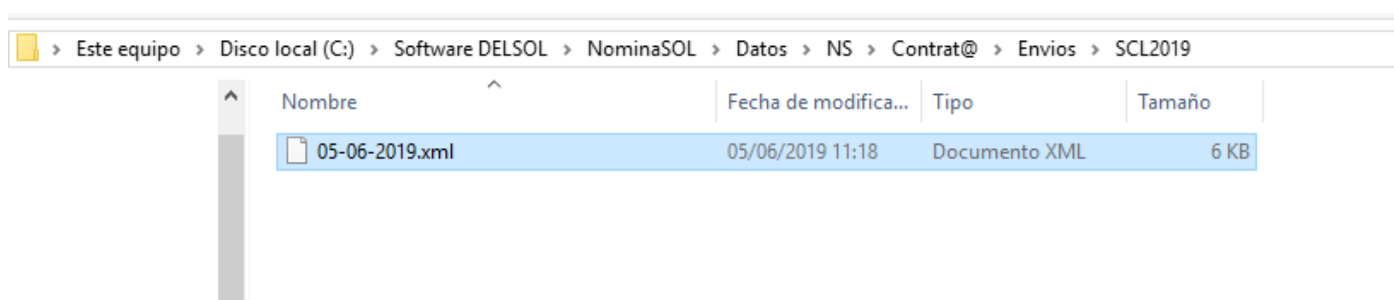 Este equipo > Disco local (C:) > Software DELSOL > NominaSOL > Datos > NS > Contrat@ > Envios > SCL2019
Nombre Fecha de modifica... Tipo Tamaño
05-06-2019.xml 05/06/2019 11:18 Documento XML 6 KB